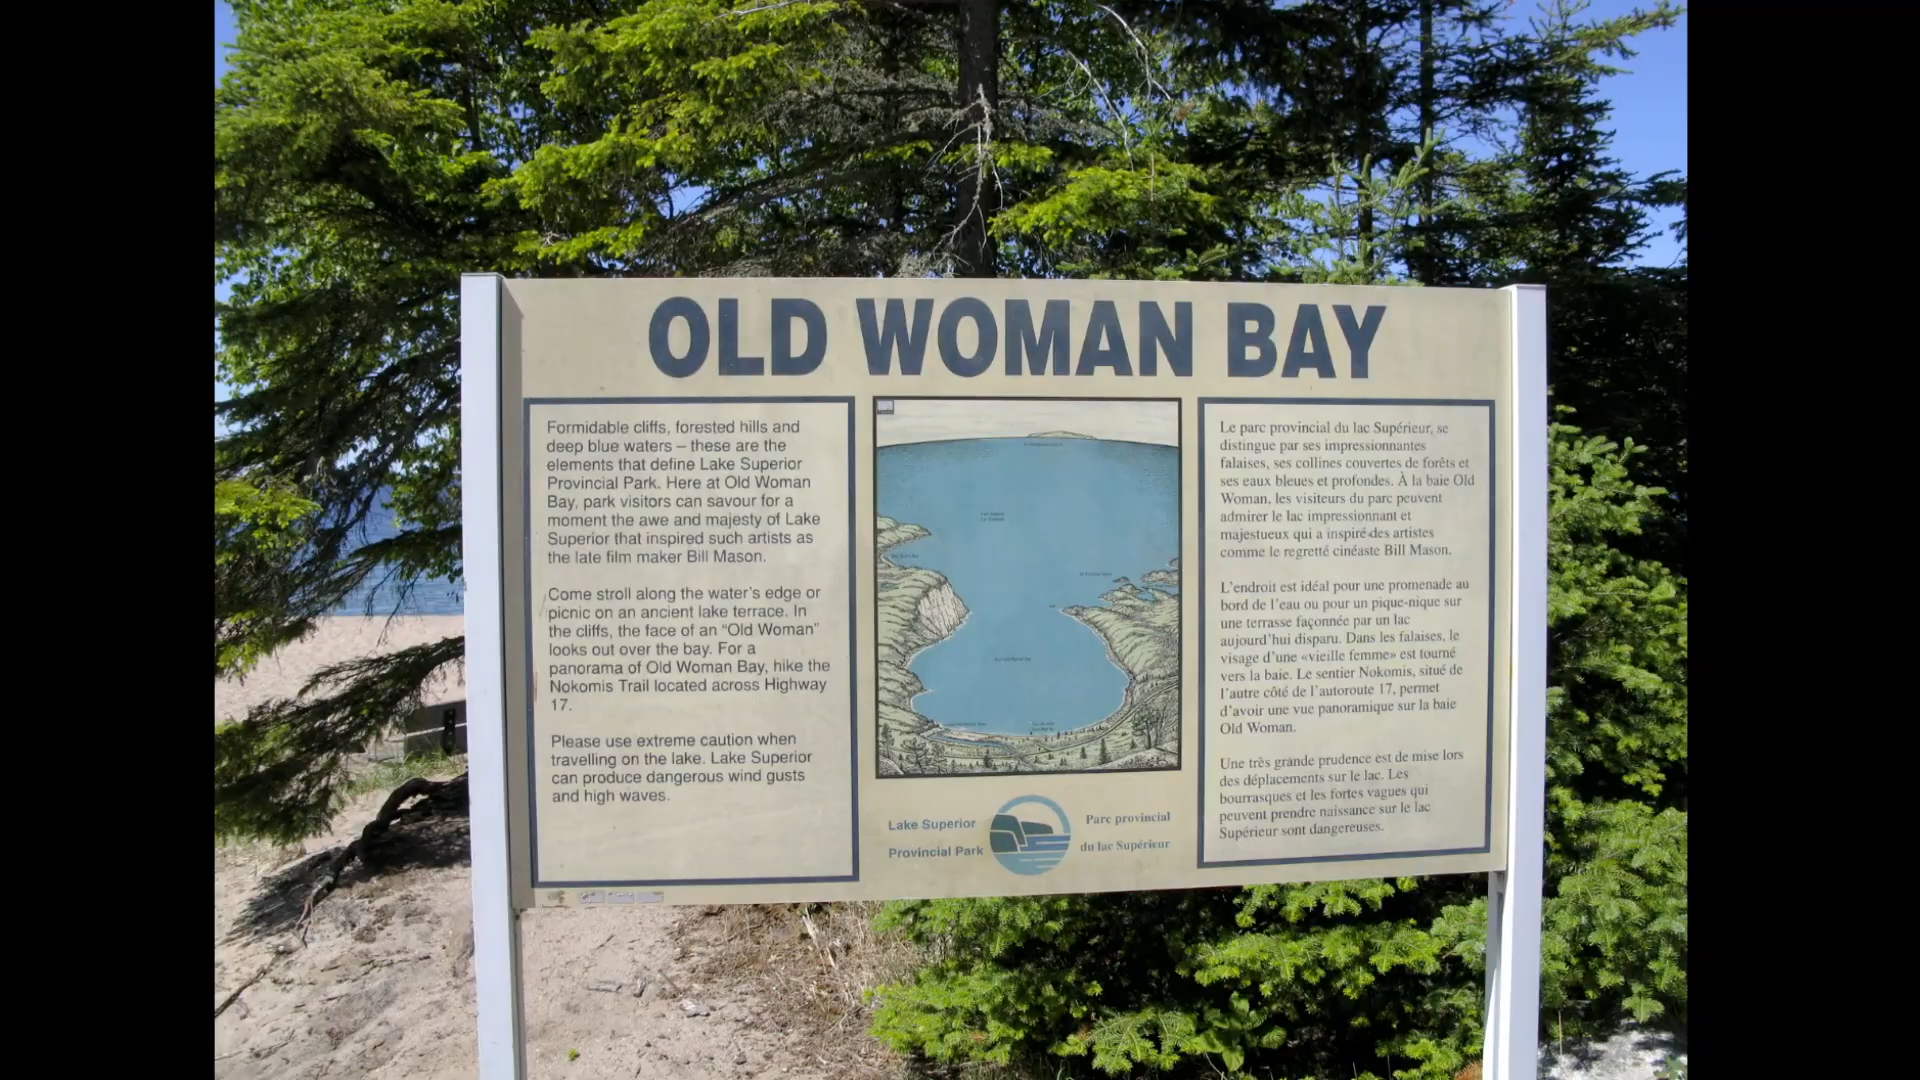 OLD WOMAN BAY
Formidable cliffs, forested hills and
deep blue waters – these are the
elements that define Lake Superior
Provincial Park. Here at Old Woman
Bay, park visitors can savour for a
moment the awe and majesty of Lake
Superior that inspired such artists as
the late film maker Bill Mason.
Come stroll along the water's edge or
picnic on an ancient lake terrace. In
the cliffs, the face of an "Old Woman"
looks out over the bay. For a
panorama of Old Woman Bay, hike the
Nokomis Trail located across Highway
17.
Please use extreme caution when
travelling on the lake. Lake Superior
can produce dangerous wind gusts
and high waves.
Lake Superior
Provincial Park
Parc provincial
du lac Supérieur
Le parc provincial du lac Supérieur, se
distingue par ses impressionnantes
falaises, ses collines couvertes de forêts et
ses eaux bleues et profondes. À la baie Old
Woman, les visiteurs du parc peuvent
admirer le lac impressionnant et
majestueux qui a inspiré des artistes
comme le regretté cinéaste Bill Mason.
L'endroit est idéal pour une promenade au
bord de l'eau ou pour un pique-nique sur
une terrasse façonnée par un lac
aujourd'hui disparu. Dans les falaises, le
visage d'une «vieille femme» est tourné
vers la baie. Le sentier Nokomis, situé de
l'autre côté de l'autoroute 17, permet
d'avoir une vue panoramique sur la baie
Old Woman.
Une très grande prudence est de mise lors
des déplacements sur le lac. Les
bourrasques et les fortes vagues qui
peuvent prendre naissance sur le lac
Supérieur sont dangereuses.